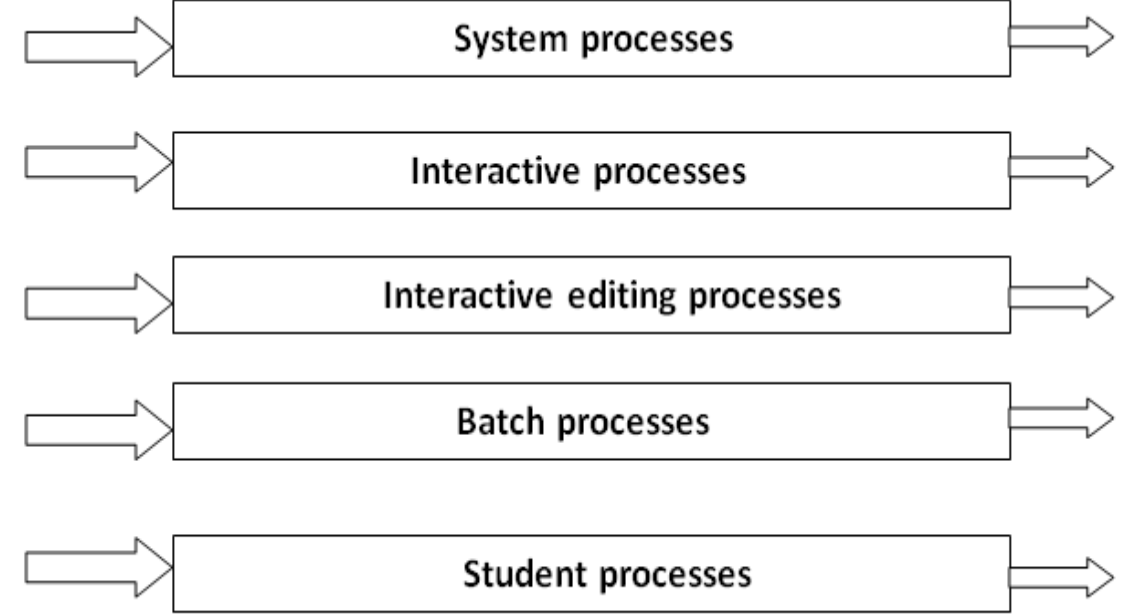 System processes
Interactive processes
Interactive editing processes
Batch processes
Student processes